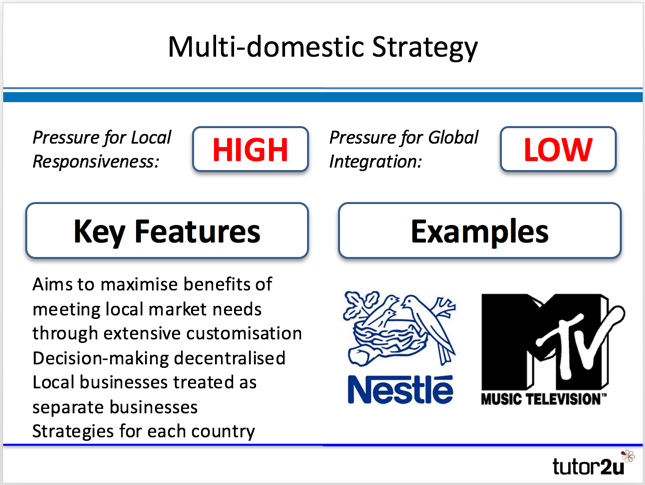 Multi-domestic Strategy
Pressure for Local
Responsiveness:
HIGH
Pressure for Global
Integration:
LOW
Key Features
Aims to maximise benefits of
meeting local market needs
through extensive customisation
Decision-making decentralised
Local businesses treated as
separate businesses
Strategies for each country
Examples
Nestlé
MTV
MUSIC TELEVISION™
tutor2u